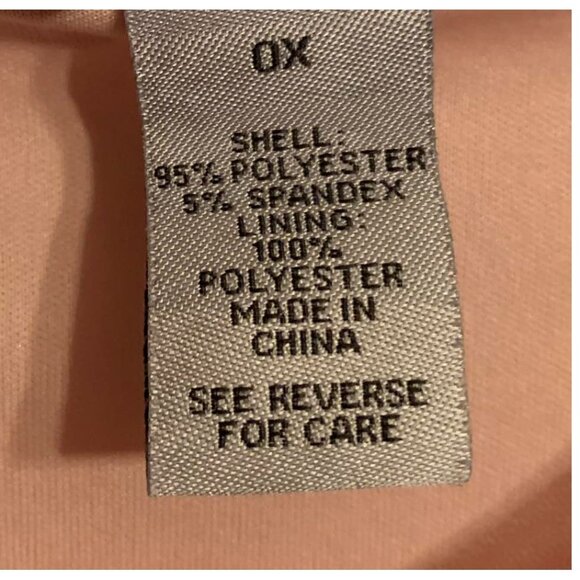 0X
SHELL:
95% POLYESTER
5% SPANDEX
LINING:
100%
POLYESTER
MADE IN
CHINA
SEE REVERSE
FOR CARE